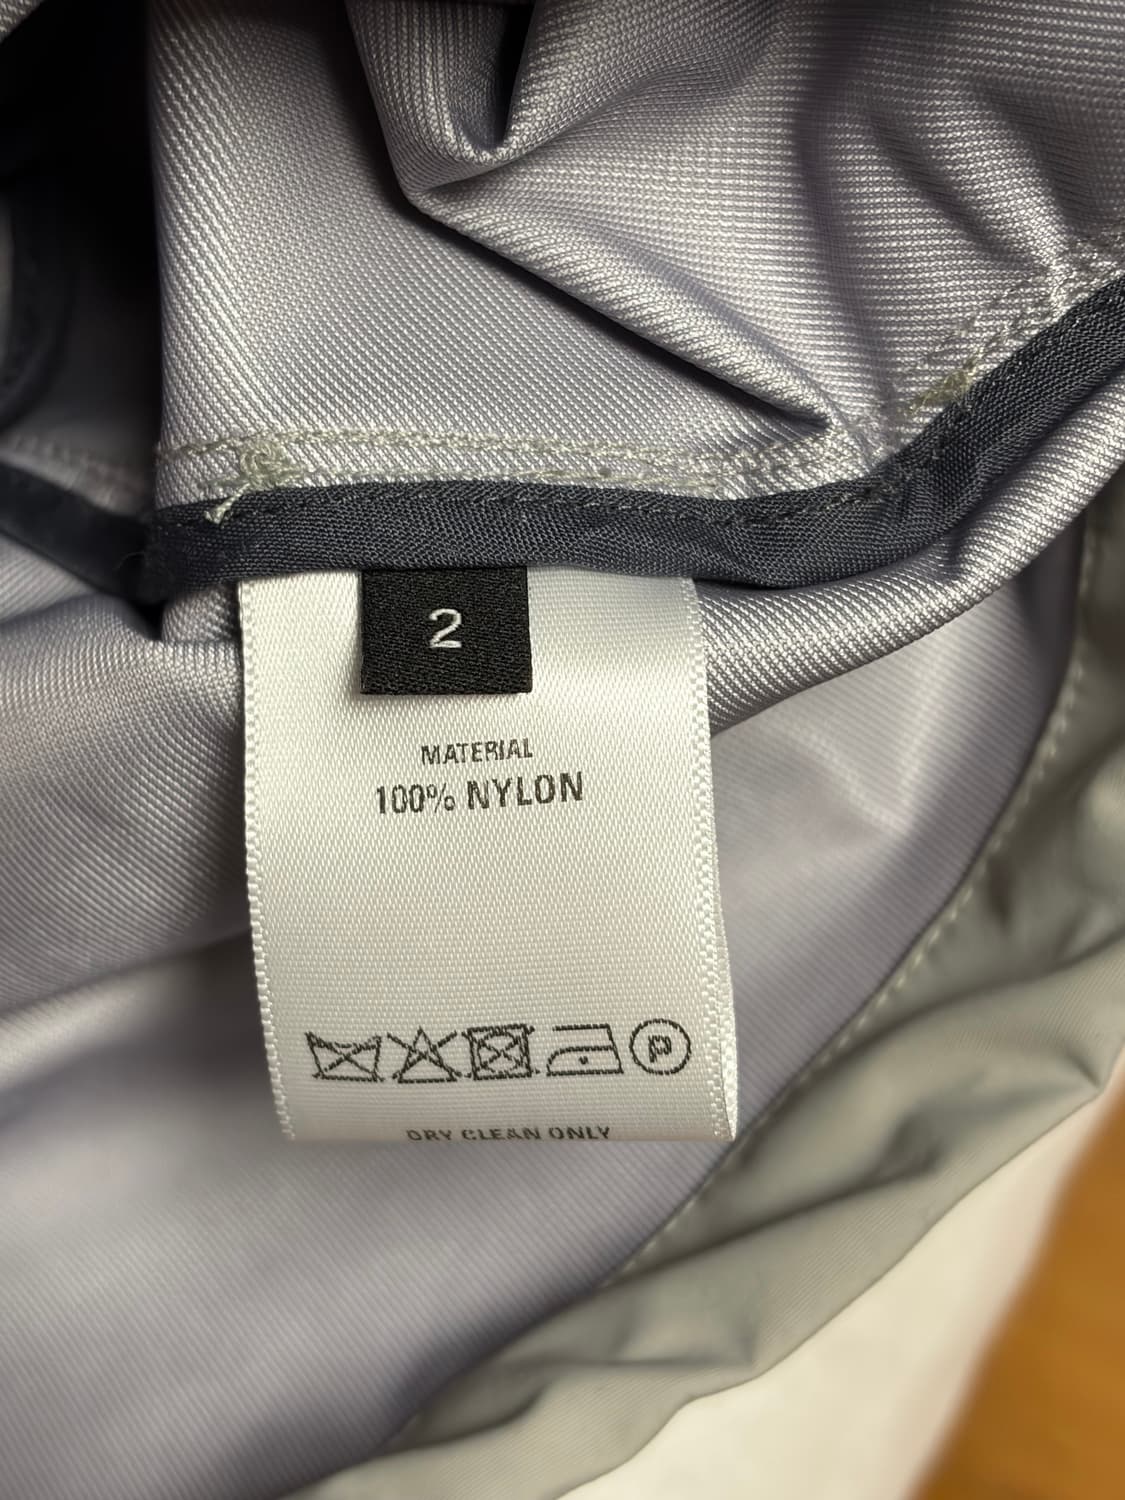 2
MATERIAL
100% NYLON
P
DRY CLEAN ONLY